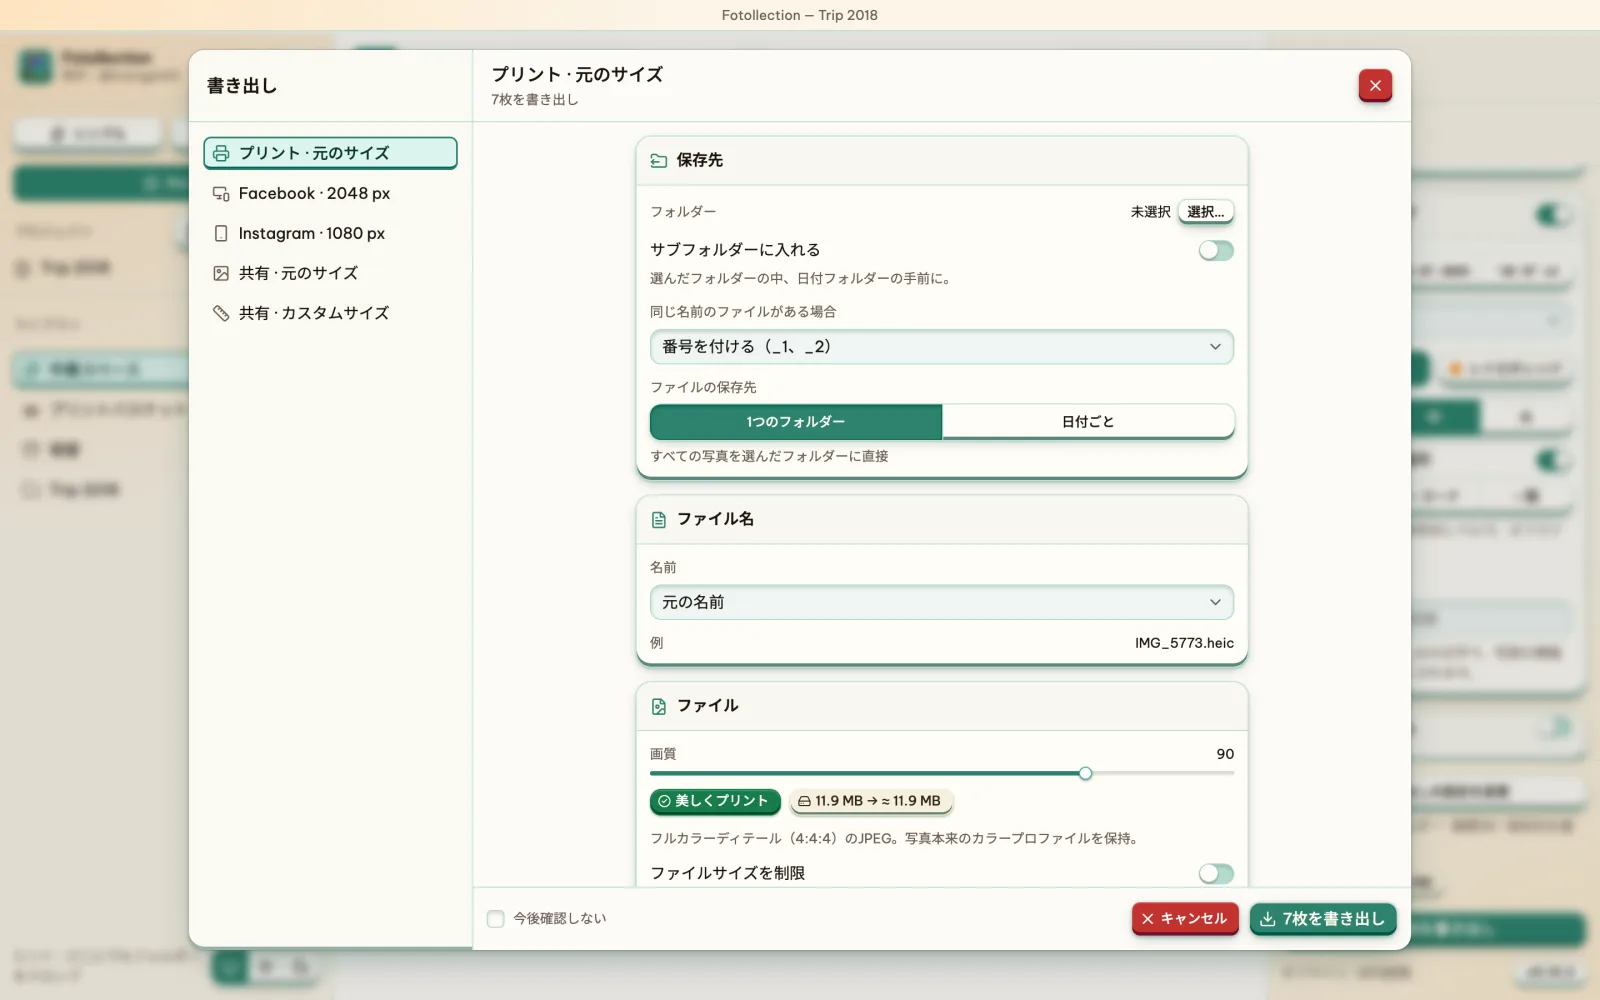 Fotollection — Trip 2018
書き出し
プリント · 元のサイズ
Facebook · 2048 px
Instagram · 1080 px
共有 · 元のサイズ
共有 · カスタムサイズ
プリント · 元のサイズ
7枚を書き出し
保存先
フォルダー
未選択
選択...
サブフォルダーに入れる
選んだフォルダーの中、日付フォルダーの手前に。
同じ名前のファイルがある場合
番号を付ける（_1、_2）
ファイルの保存先
1つのフォルダー
日付ごと
すべての写真を選んだフォルダーに直接
ファイル名
名前
元の名前
例
IMG_5773.heic
ファイル
画質
90
美しくプリント
11.9 MB → ≈ 11.9 MB
フルカラーディテール（4:4:4）のJPEG。写真本来のカラープロファイルを保持。
ファイルサイズを制限
今後確認しない
キャンセル
7枚を書き出し